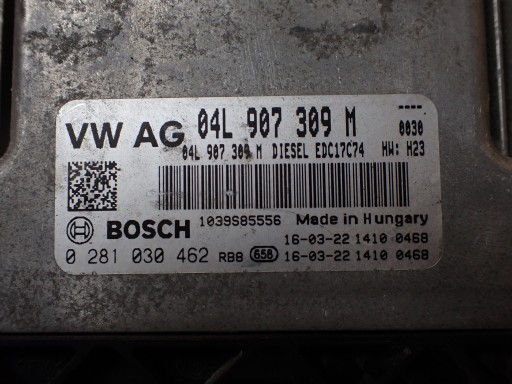 VW AG 04L 907 309 M ----
0030
04L 907 309 M DIESEL EDC17C74 HW: H23
BOSCH 1039S85556 Made in Hungary
0 281 030 462 RBB 658 16-03-22 1410 0468
16-03-22 1410 0468